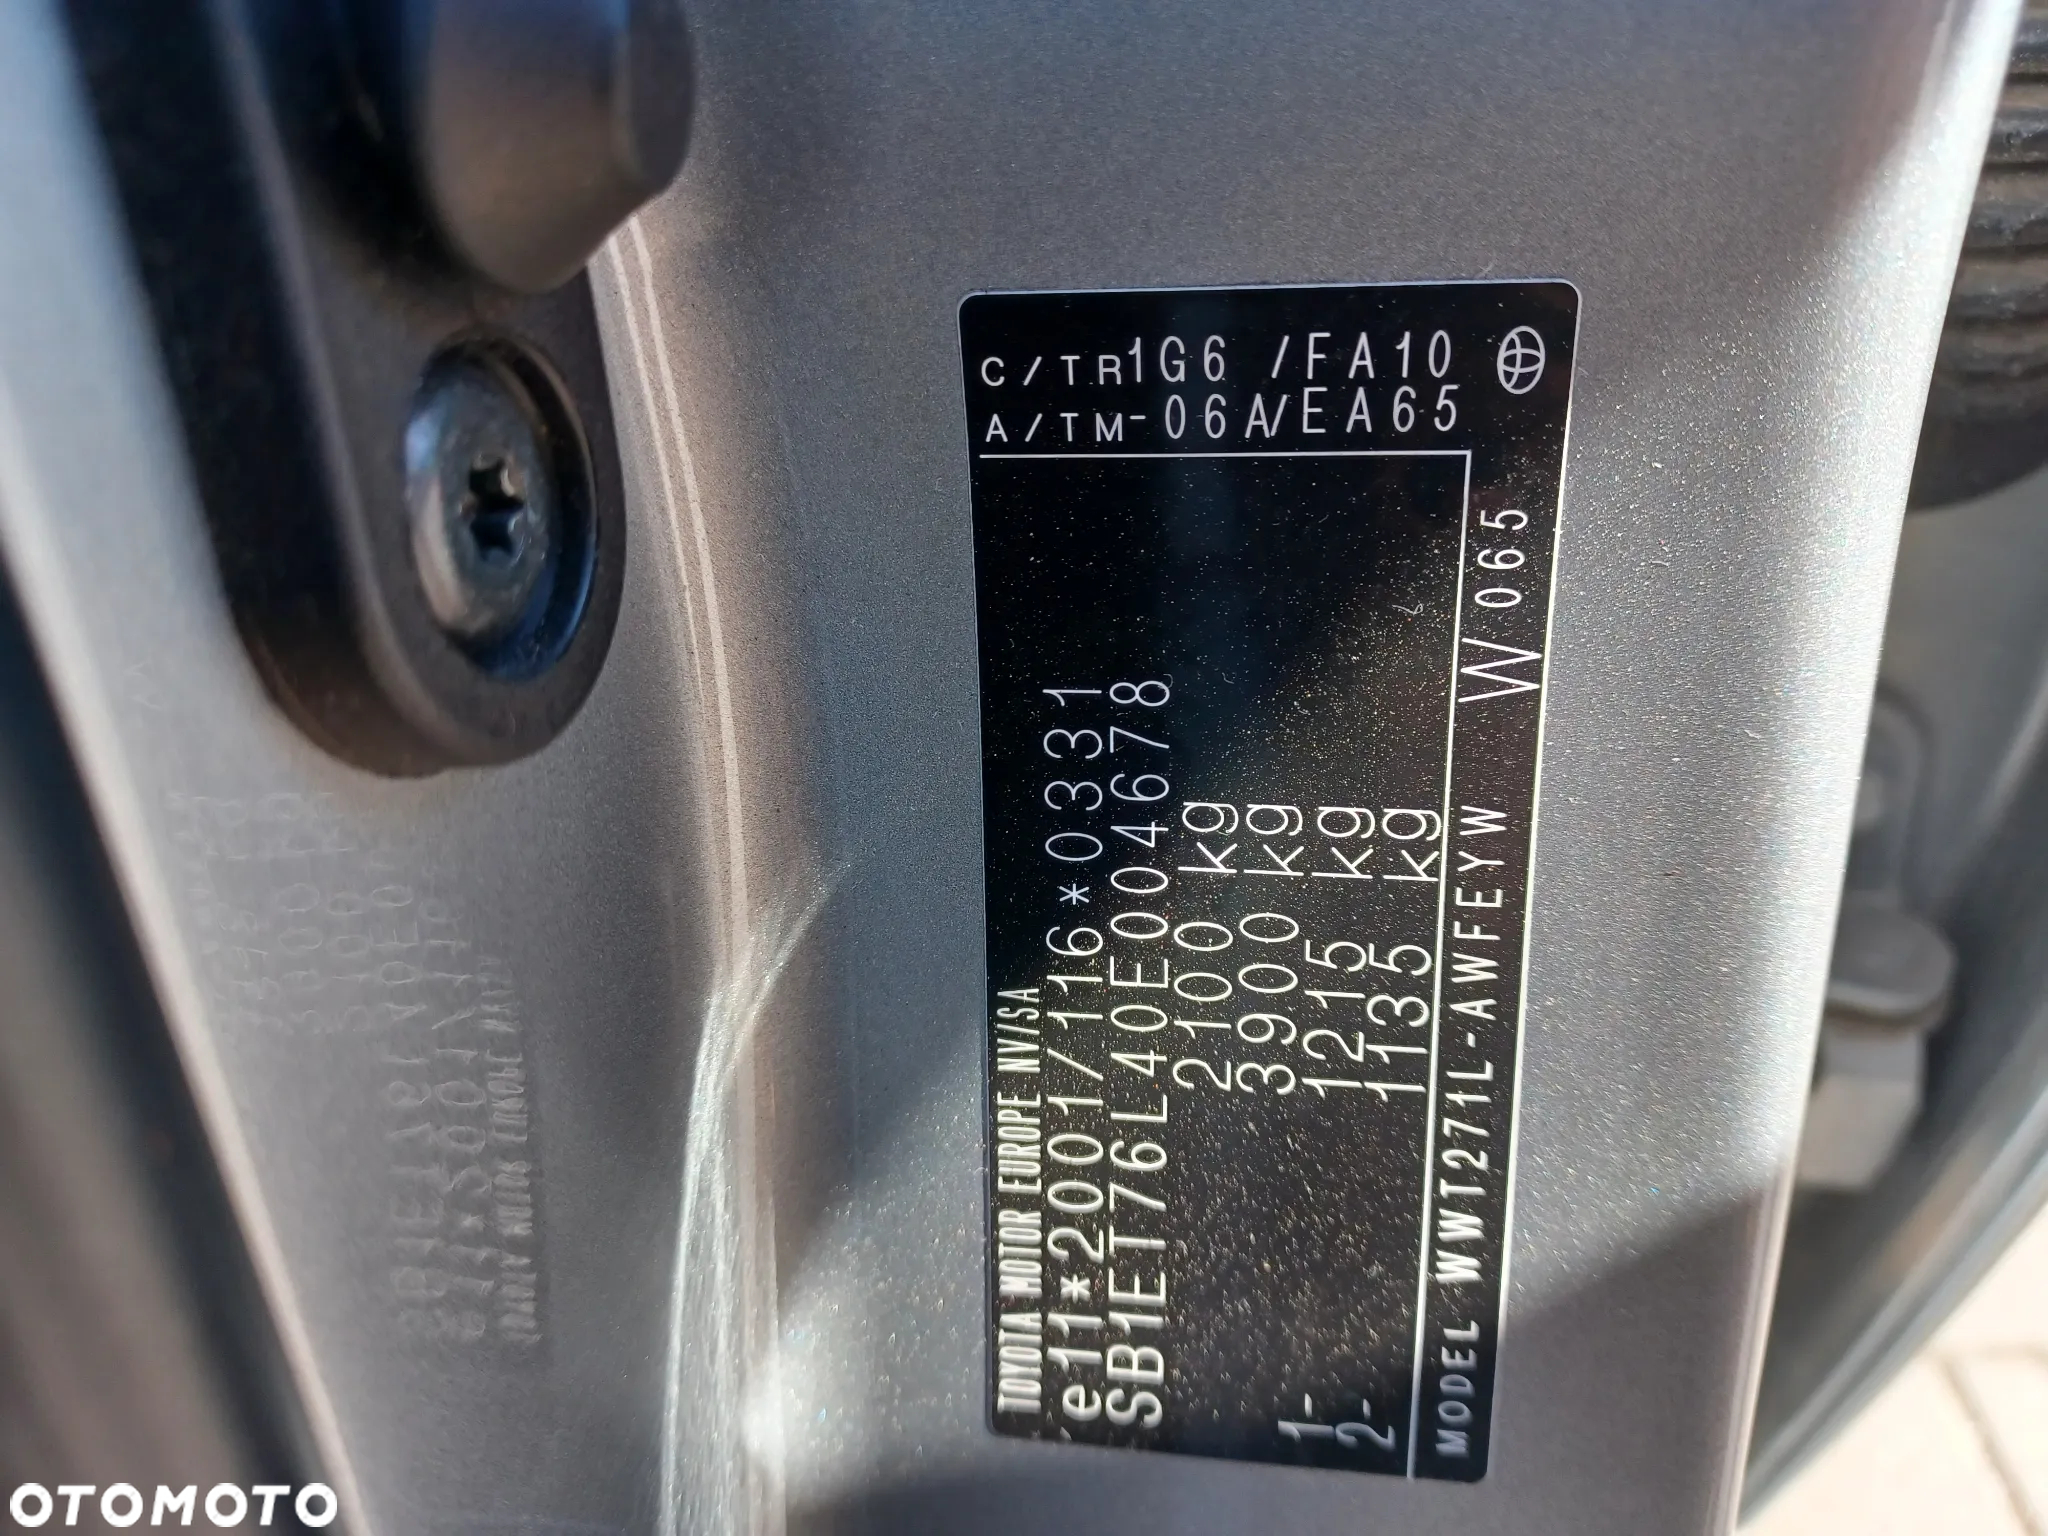 C/TR1G6 /FA10
A/TM-06A/EA65
TOYOTA MOTOR EUROPE NV/SA
e11*2001/116*0331
SB1ET76L40E004678
2100 kg
3900 kg
1- 1215 kg
2- 1135 kg
MODEL WWT271L-AWFEYW W 065
OTOMOTO